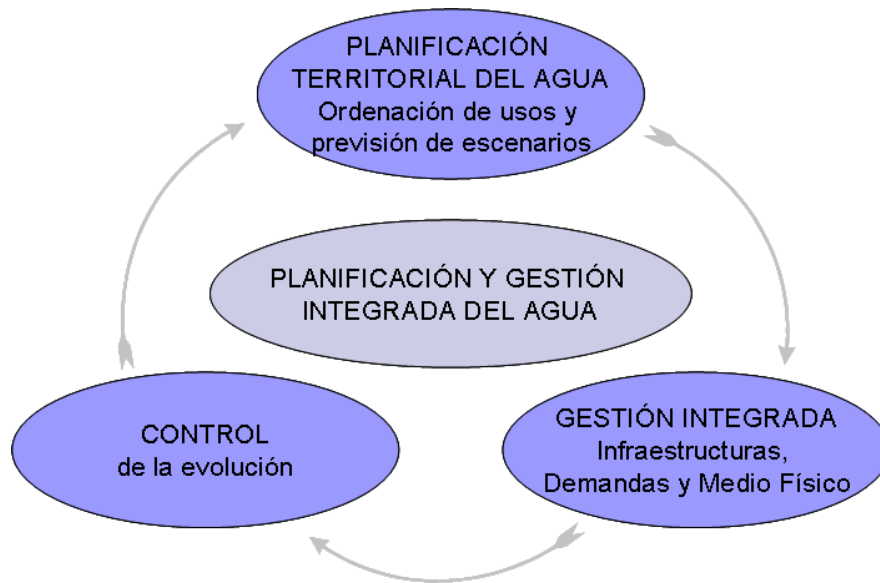 PLANIFICACIÓN
TERRITORIAL DEL AGUA
Ordenación de usos y
previsión de escenarios
PLANIFICACIÓN Y GESTIÓN
INTEGRADA DEL AGUA
CONTROL
de la evolución
GESTIÓN INTEGRADA
Infraestructuras,
Demandas y Medio Físico